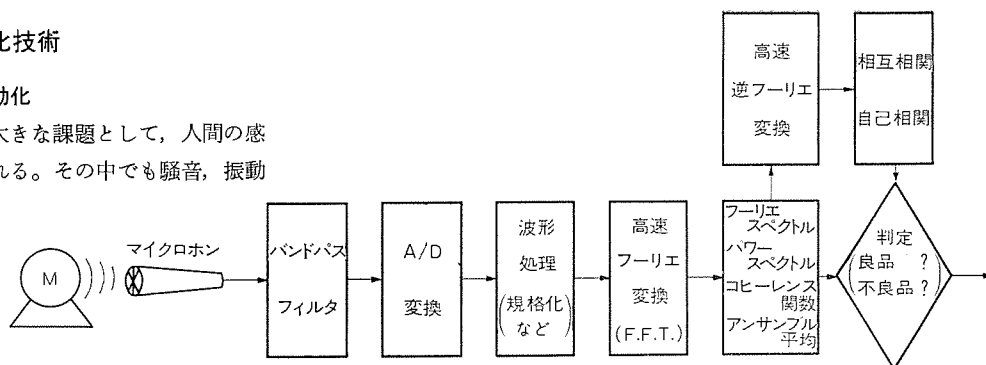 化技術
動化
大きな課題として，人間の感
れる。その中でも騒音，振動
M
マイクロホン
バンドパス
フィルタ
A/D
変換
波形
処理
(規格化
など)
高速
フーリエ
変換
(F.F.T.)
フーリエ
スペクトル
パワー
スペクトル
コヒーレンス
関数
アンサンブル
平均
高速
逆フーリエ
変換
相互相関
自己相関
判定
(良品 ?
不良品?)